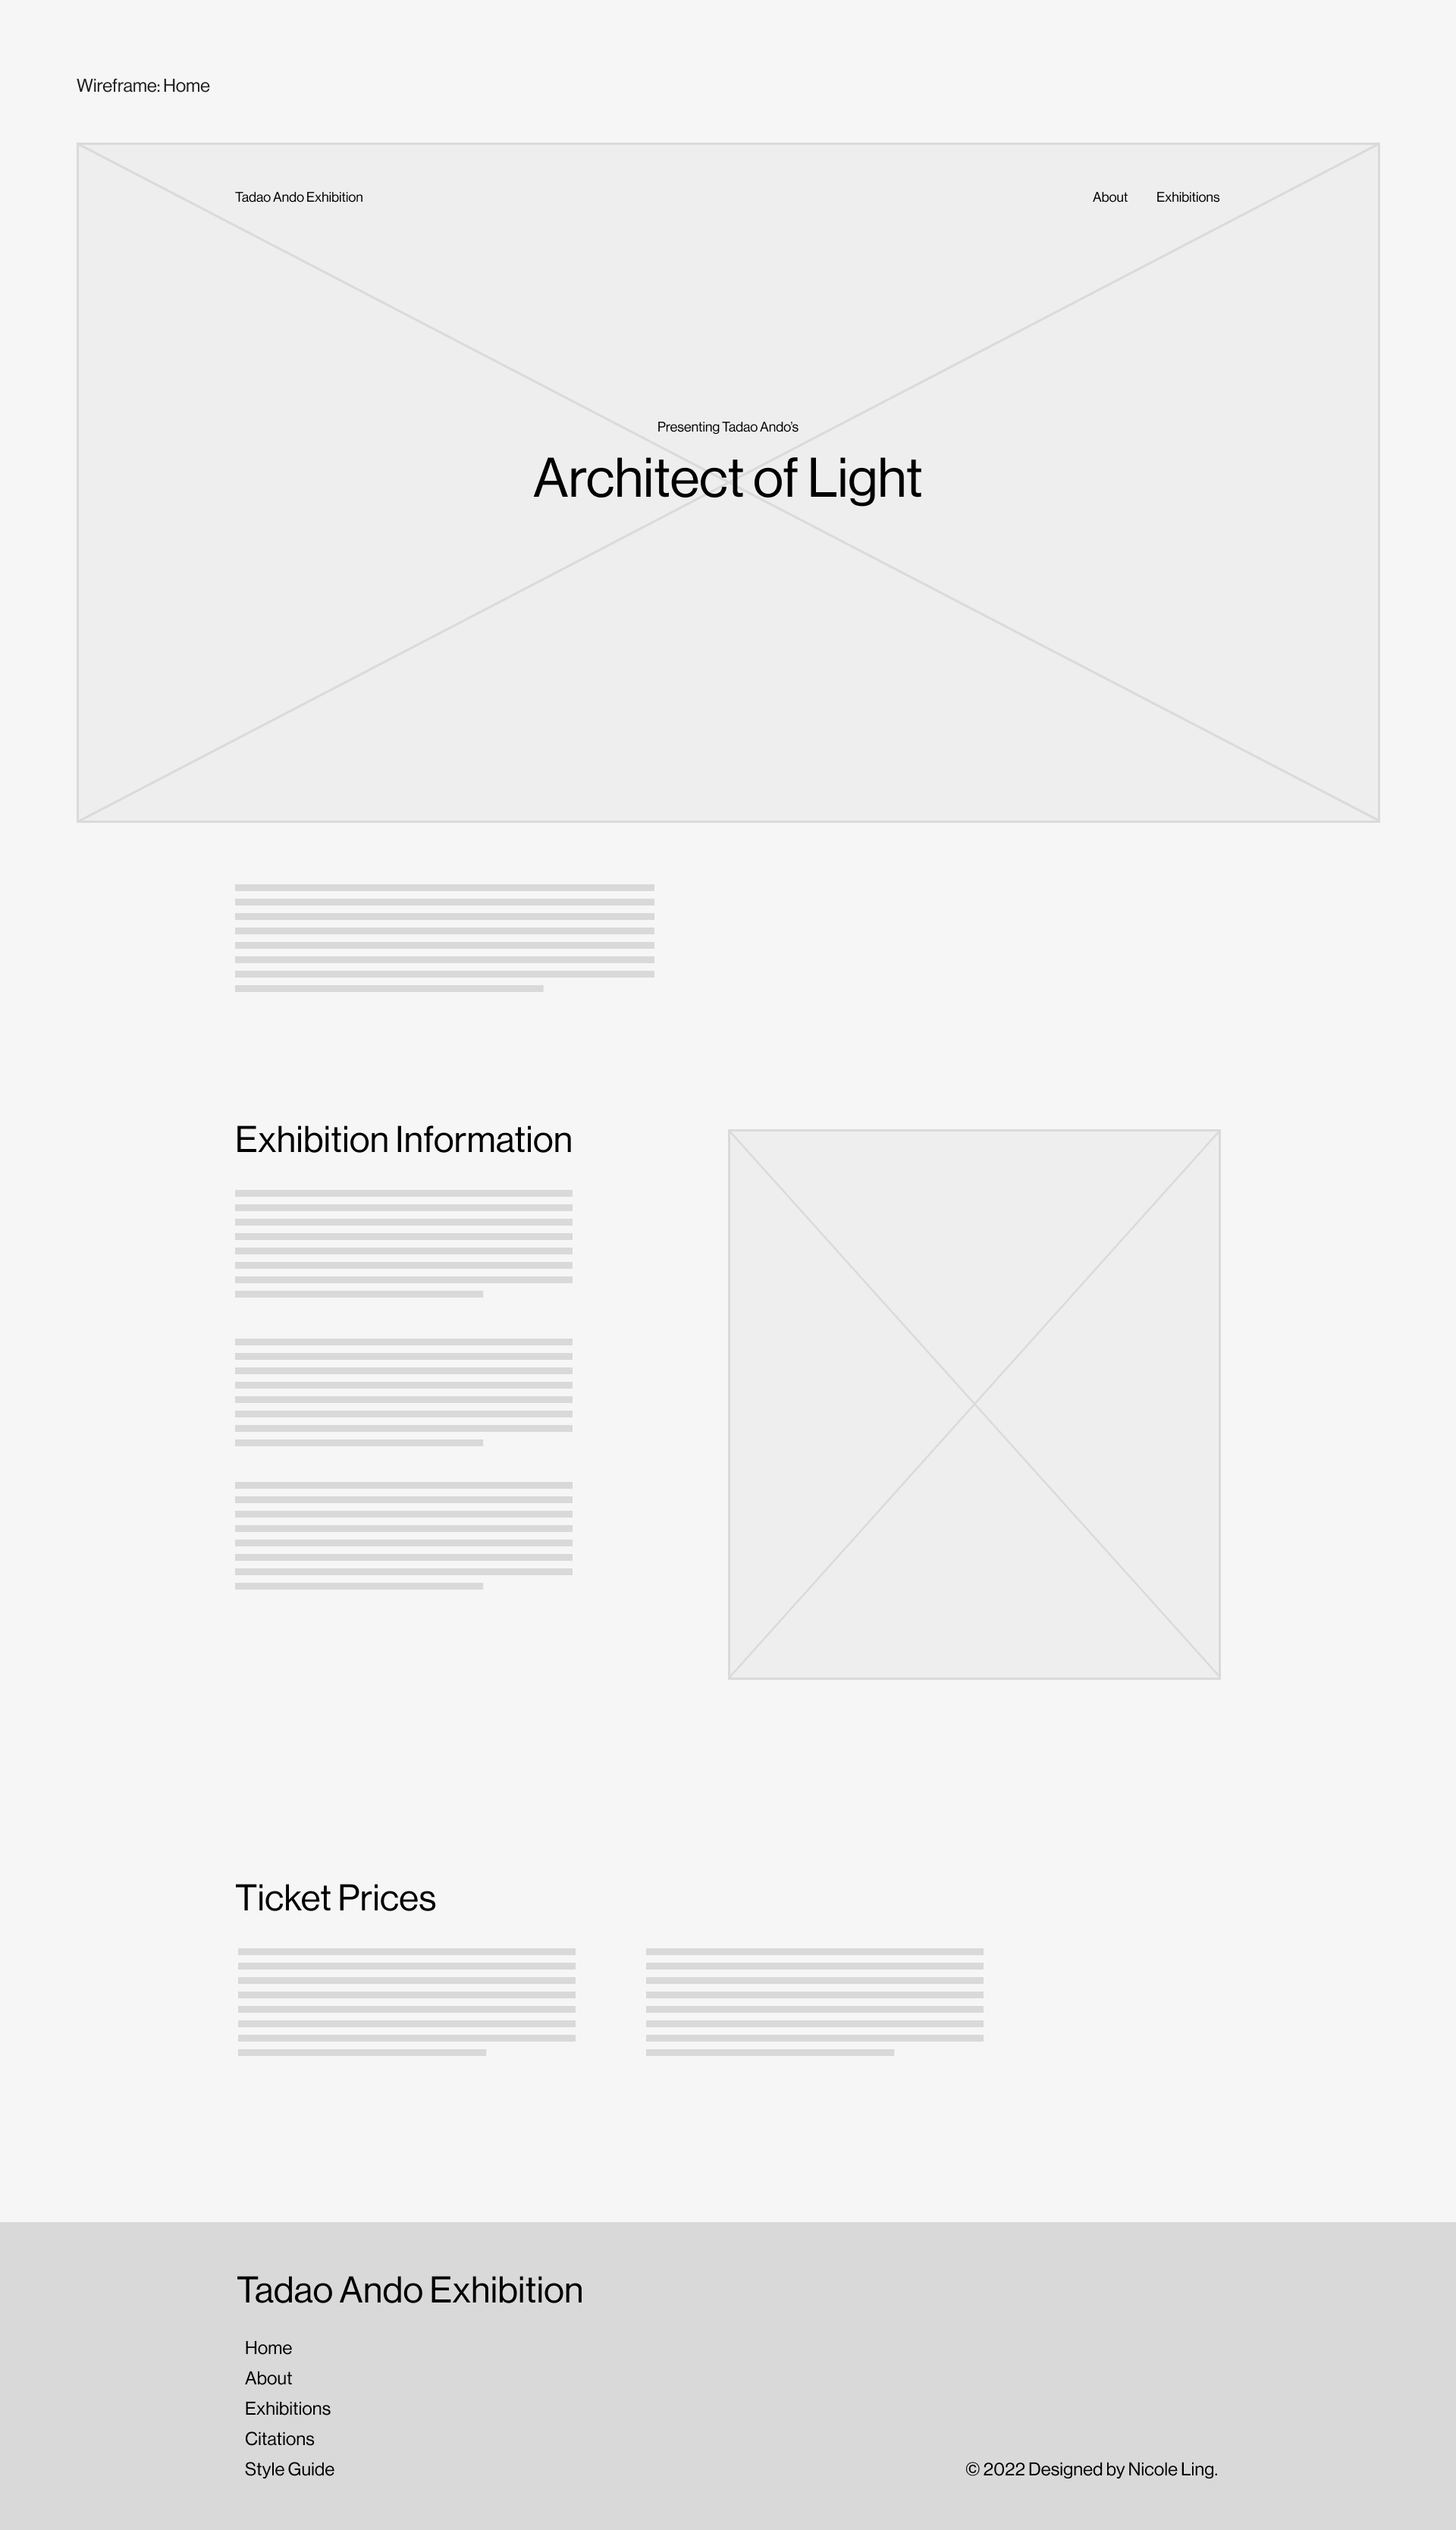 Wireframe: Home
Tadao Ando Exhibition
About Exhibitions
Presenting Tadao Ando’s
Architect of Light
Exhibition Information
Ticket Prices
Tadao Ando Exhibition
Home
About
Exhibitions
Citations
Style Guide
© 2022 Designed by Nicole Ling.